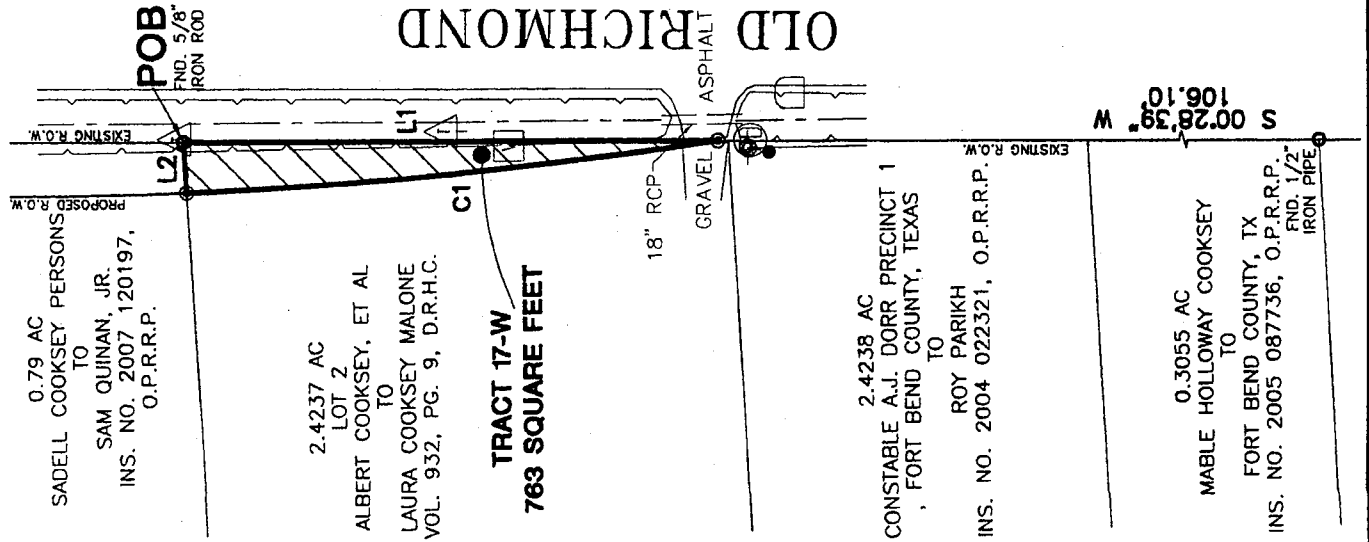 OLD RICHMOND
POB
FND. 5/8"
IRON ROD
EXISTING R.O.W.
L1
L2
PROPOSED R.O.W.
C1
18" RCP
GRAVEL
ASPHALT
EXISTING R.O.W.
S 00°28'39" W
106.10'
0.79 AC
SADELL COOKSEY PERSONS
TO
SAM QUINAN, JR.
INS. NO. 2007 120197,
O.P.R.R.P.
2.4237 AC
LOT 2
ALBERT COOKSEY, ET AL
TO
LAURA COOKSEY MALONE
VOL. 932, PG. 9, D.R.H.C.
TRACT 17-W
763 SQUARE FEET
2.4238 AC
CONSTABLE A.J. DORR PRECINCT 1
, FORT BEND COUNTY, TEXAS
TO
ROY PARIKH
INS. NO. 2004 022321, O.P.R.R.P.
0.3055 AC
MABLE HOLLOWAY COOKSEY
TO
FORT BEND COUNTY, TX
INS. NO. 2005 087736, O.P.R.R.P.
FND. 1/2"
IRON PIPE